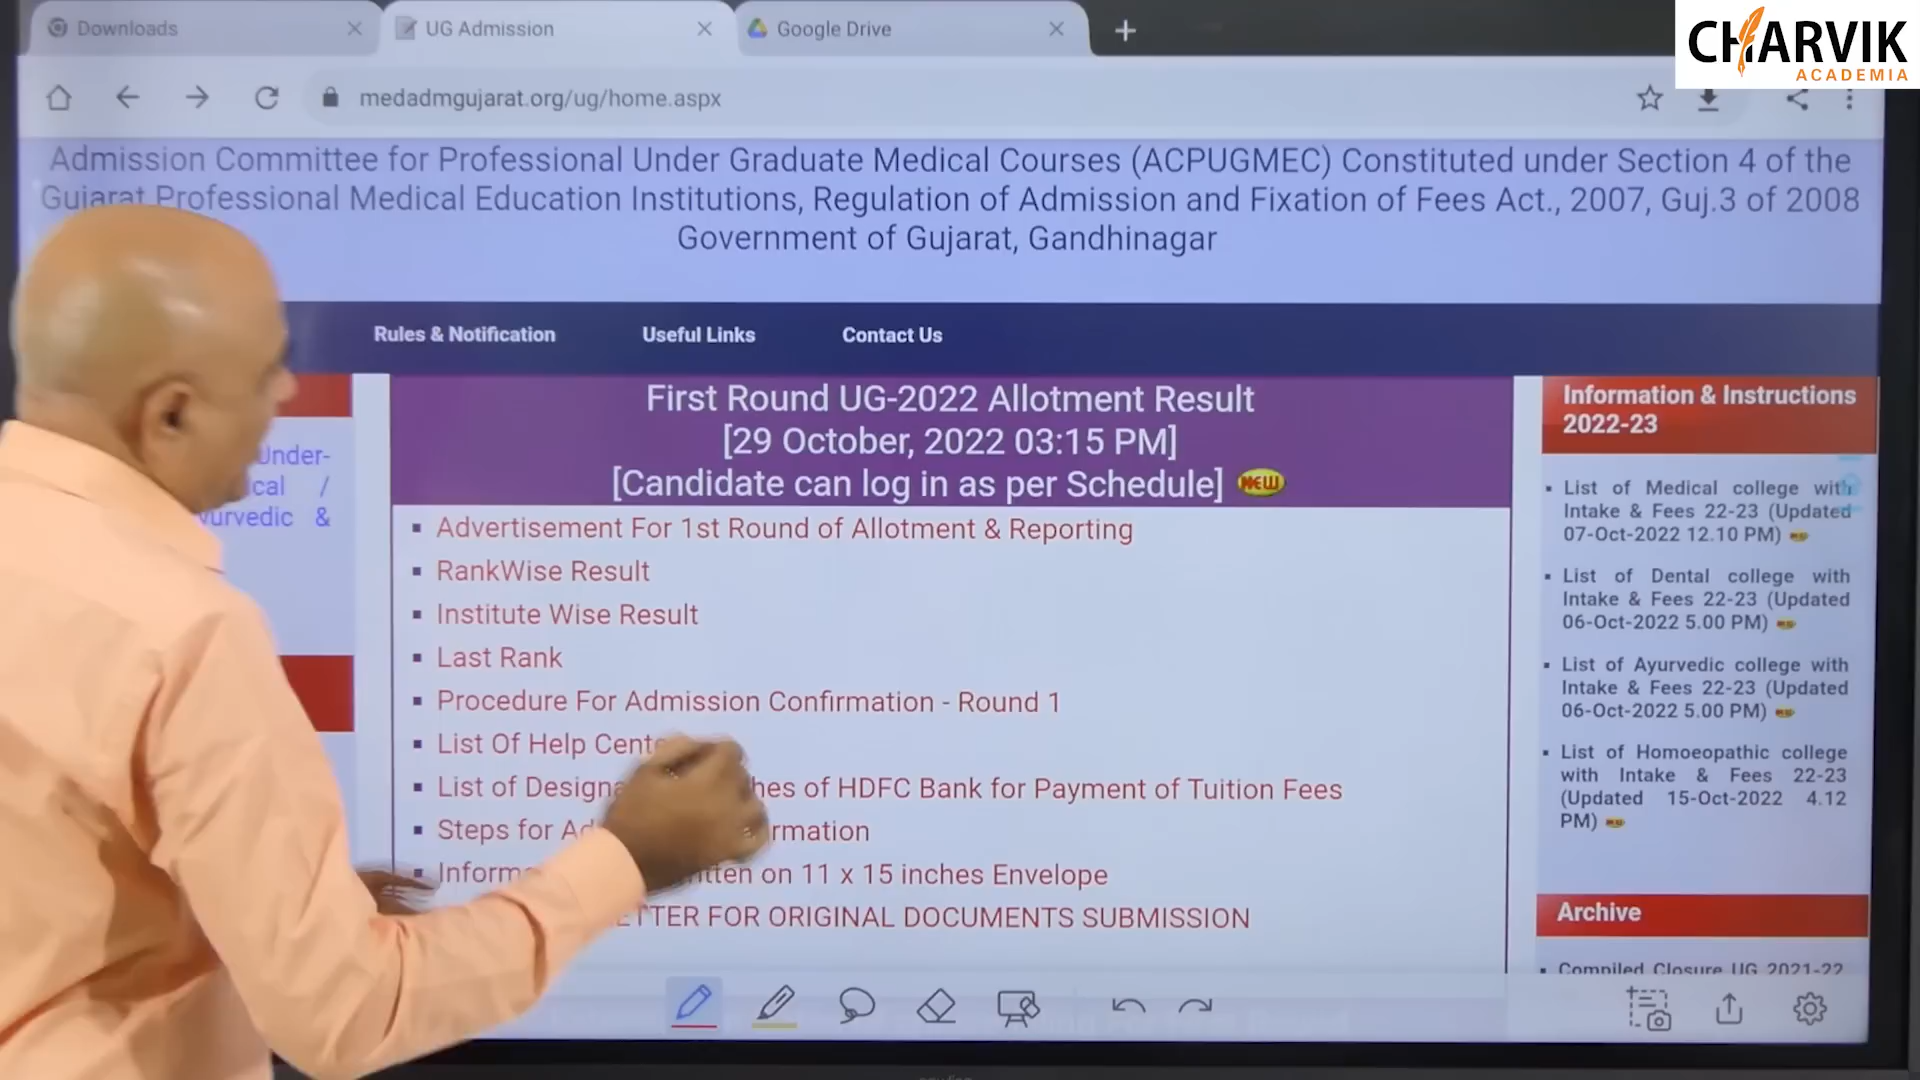 Downloads
UG Admission
Google Drive
CHARVIK
ACADEMIA
medadmgujarat.org/ug/home.aspx
Admission Committee for Professional Under Graduate Medical Courses (ACPUGMEC) Constituted under Section 4 of the
Gujarat Professional Medical Education Institutions, Regulation of Admission and Fixation of Fees Act., 2007, Guj.3 of 2008
Government of Gujarat, Gandhinagar
Rules & Notification
Useful Links
Contact Us
Under-
cal /
yurvedic &
First Round UG-2022 Allotment Result
[29 October, 2022 03:15 PM]
[Candidate can log in as per Schedule] NEW
Advertisement For 1st Round of Allotment & Reporting
RankWise Result
Institute Wise Result
Last Rank
Procedure For Admission Confirmation - Round 1
List Of Help Cente
List of Designa hes of HDFC Bank for Payment of Tuition Fees
Steps for Ad rmation
Inform tten on 11 x 15 inches Envelope
ETTER FOR ORIGINAL DOCUMENTS SUBMISSION
Information & Instructions
2022-23
List of Medical college with
Intake & Fees 22-23 (Updated
07-Oct-2022 12.10 PM)
List of Dental college with
Intake & Fees 22-23 (Updated
06-Oct-2022 5.00 PM)
List of Ayurvedic college with
Intake & Fees 22-23 (Updated
06-Oct-2022 5.00 PM)
List of Homoeopathic college
with Intake & Fees 22-23
(Updated 15-Oct-2022 4.12
PM)
Archive
Compiled Closure UG 2021-22